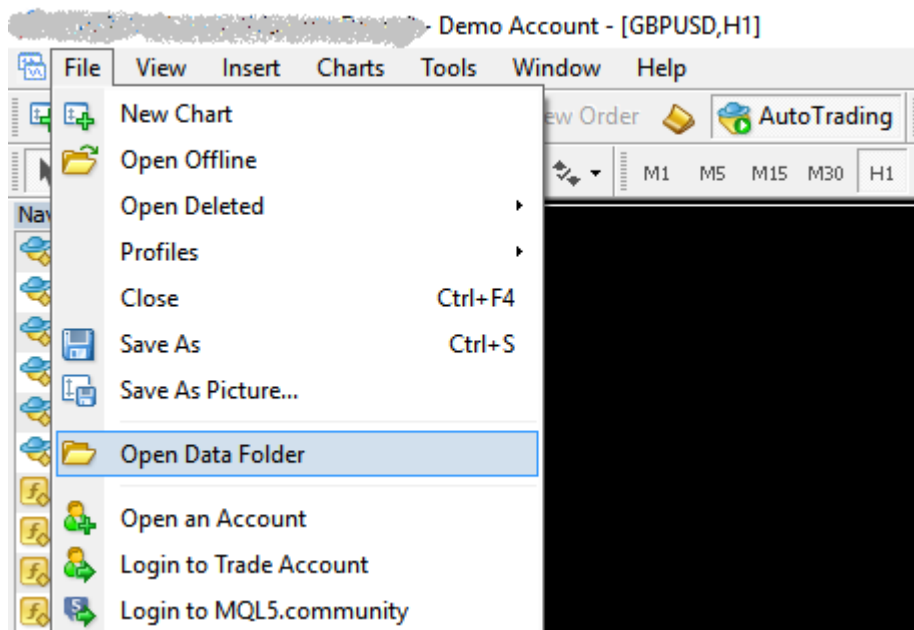 - Demo Account - [GBPUSD,H1]
File View Insert Charts Tools Window Help
New Chart
Order
AutoTrading
Open Offline
M1 M5 M15 M30 H1
Open Deleted
Profiles
Close Ctrl+F4
Save As Ctrl+S
Save As Picture...
Open Data Folder
Open an Account
Login to Trade Account
Login to MQL5.community